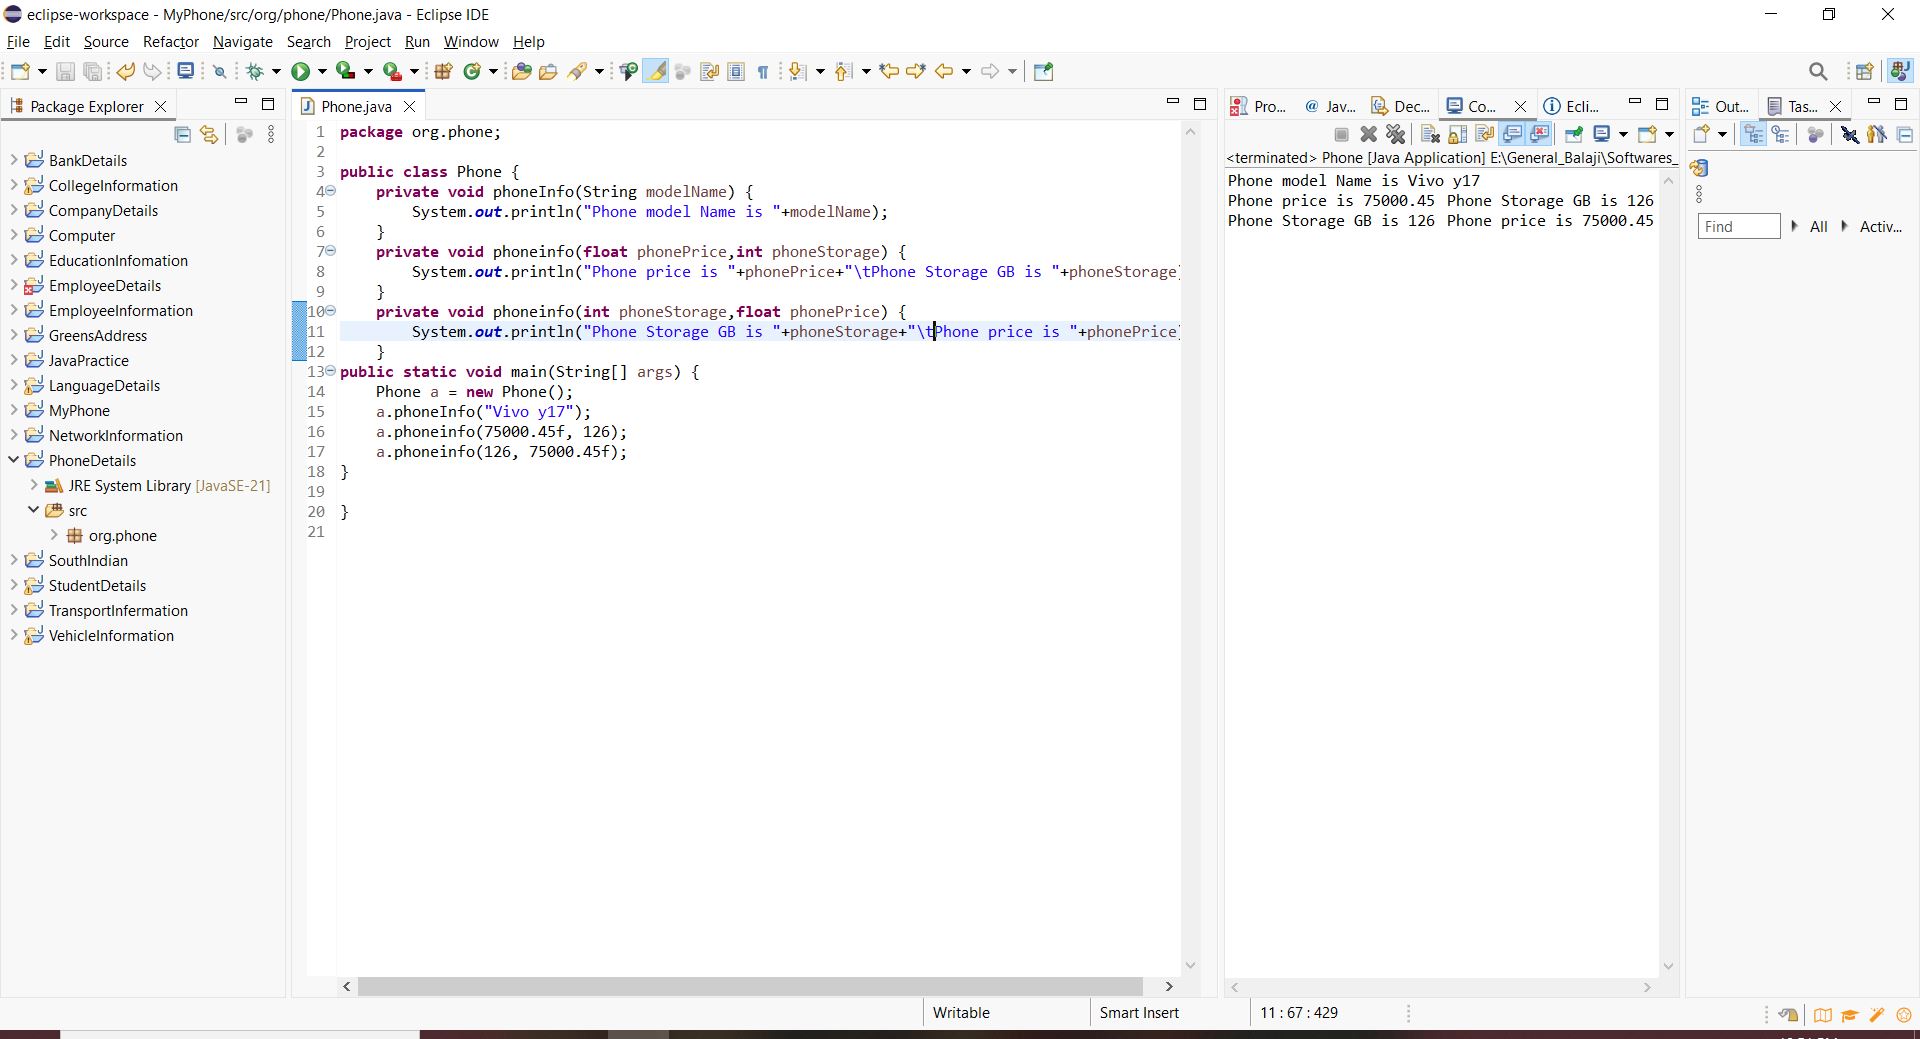 eclipse-workspace - MyPhone/src/org/phone/Phone.java - Eclipse IDE
File Edit Source Refactor Navigate Search Project Run Window Help
Package Explorer
BankDetails
CollegeInformation
CompanyDetails
Computer
EducationInfomation
EmployeeDetails
EmployeeInformation
GreensAddress
JavaPractice
LanguageDetails
MyPhone
NetworkInformation
PhoneDetails
JRE System Library [JavaSE-21]
src
org.phone
SouthIndian
StudentDetails
TransportInfermation
VehicleInformation
Phone.java
1 package org.phone;
2
3 public class Phone {
4 private void phoneInfo(String modelName) {
5 System.out.println("Phone model Name is "+modelName);
6 }
7 private void phoneinfo(float phonePrice,int phoneStorage) {
8 System.out.println("Phone price is "+phonePrice+"\tPhone Storage GB is "+phoneStorage)
9 }
10 private void phoneinfo(int phoneStorage,float phonePrice) {
11 System.out.println("Phone Storage GB is "+phoneStorage+"\tPhone price is "+phonePrice)
12 }
13 public static void main(String[] args) {
14 Phone a = new Phone();
15 a.phoneInfo("Vivo y17");
16 a.phoneinfo(75000.45f, 126);
17 a.phoneinfo(126, 75000.45f);
18 }
19
20 }
21
Pro... @ Jav... Dec... Co... Ecli...
<terminated> Phone [Java Application] E:\General_Balaji\Softwares_
Phone model Name is Vivo y17
Phone price is 75000.45 Phone Storage GB is 126
Phone Storage GB is 126 Phone price is 75000.45
Out... Tas...
Find All Activ...
Writable Smart Insert 11 : 67 : 429